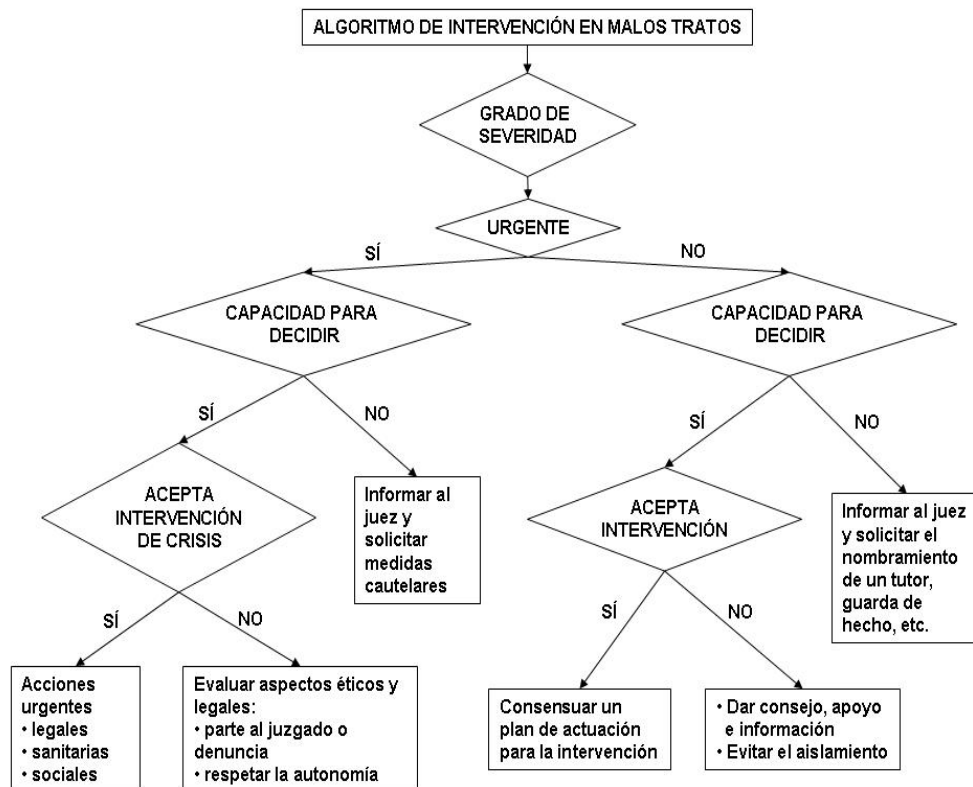 ALGORITMO DE INTERVENCIÓN EN MALOS TRATOS
GRADO DE
SEVERIDAD
URGENTE
SÍ
NO
CAPACIDAD PARA
DECIDIR
CAPACIDAD PARA
DECIDIR
SÍ
NO
SÍ
NO
ACEPTA
INTERVENCIÓN
DE CRISIS
Informar al
juez y
solicitar
medidas
cautelares
ACEPTA
INTERVENCIÓN
Informar al juez
y solicitar el
nombramiento
de un tutor,
guarda de
hecho, etc.
SÍ
NO
SÍ
NO
Acciones
urgentes
• legales
• sanitarias
• sociales
Evaluar aspectos éticos y
legales:
• parte al juzgado o
denuncia
• respetar la autonomía
Consensuar un
plan de actuación
para la intervención
• Dar consejo, apoyo
e información
• Evitar el aislamiento